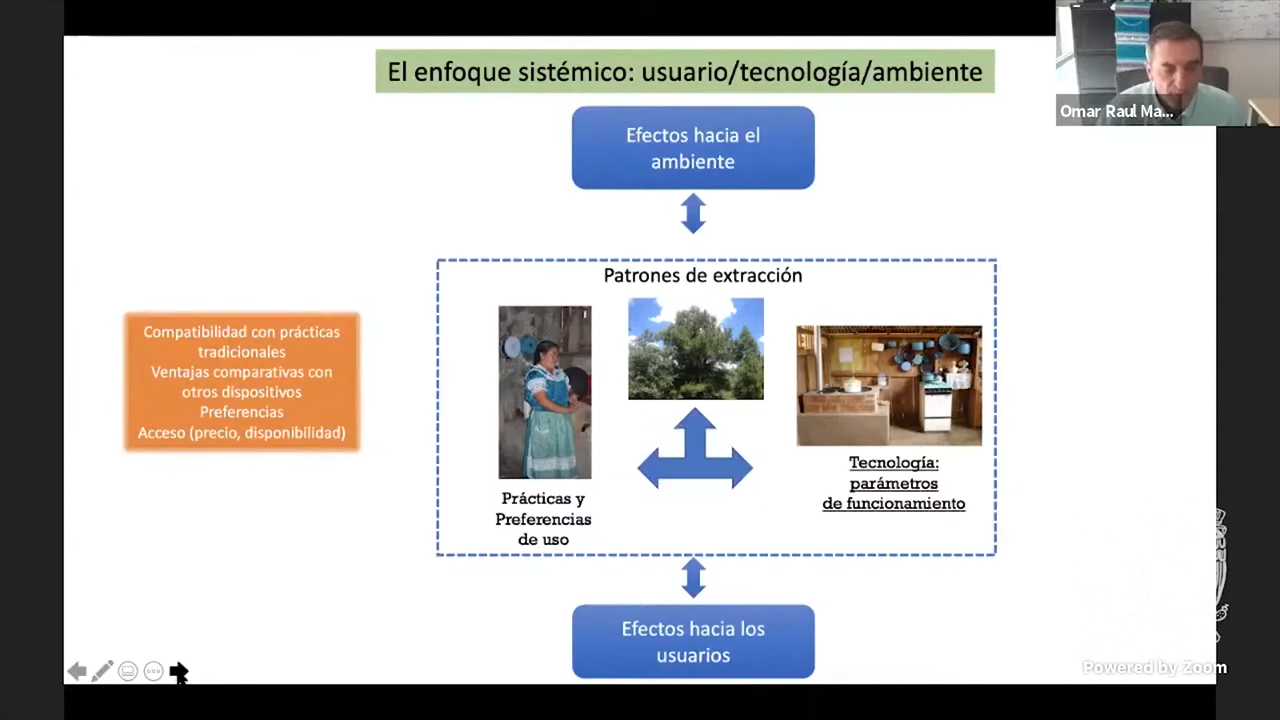 El enfoque sistémico: usuario/tecnología/ambiente
Omar Raul Ma...
Efectos hacia el
ambiente
Patrones de extracción
Compatibilidad con prácticas
tradicionales
Ventajas comparativas con
otros dispositivos
Preferencias
Acceso (precio, disponibilidad)
Prácticas y
Preferencias
de uso
Tecnología:
parámetros
de funcionamiento
Efectos hacia los
usuarios
Powered by Zoom